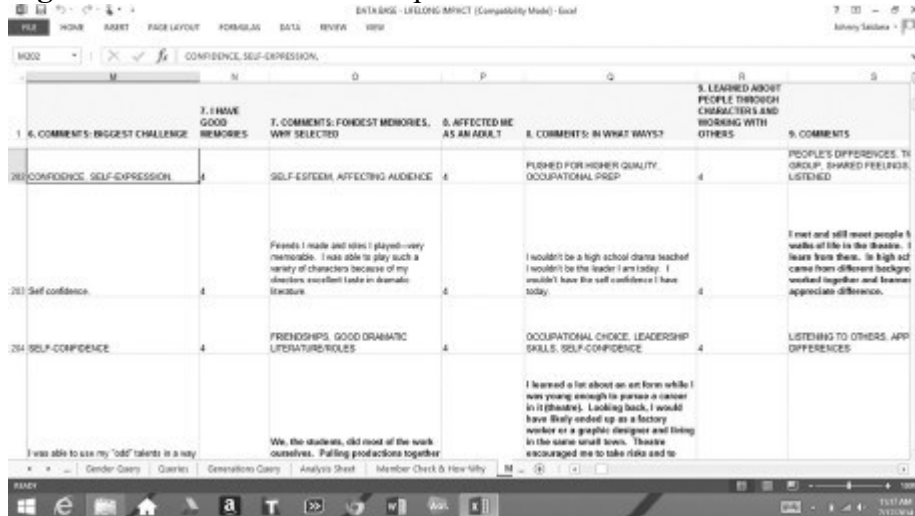 DATA BASE - LIFELONG IMPACT (Compatibility Mode) - Excel
FILE HOME INSERT PAGE LAYOUT FORMULAS DATA REVIEW VIEW
Johnny Saldana
M202 CONFIDENCE, SELF-EXPRESSION,
M N O P Q R S
1 6. COMMENTS: BIGGEST CHALLENGE
7. I HAVE
GOOD
MEMORIES
7. COMMENTS: FONDEST MEMORIES,
WHY SELECTED
8. AFFECTED ME
AS AN ADULT
8. COMMENTS: IN WHAT WAYS?
9. LEARNED ABOUT
PEOPLE THROUGH
CHARACTERS AND
WORKING WITH
OTHERS
9. COMMENTS
202 CONFIDENCE, SELF-EXPRESSION,
4
SELF-ESTEEM, AFFECTING AUDIENCE
4
PUSHED FOR HIGHER QUALITY,
OCCUPATIONAL PREP
4
PEOPLE'S DIFFERENCES,
GROUP, SHARED FEELINGS,
LISTENED
203 Self confidence.
4
Friends I made and roles I played—very
memorable. I was able to play such a
variety of characters because of my
directors excellent taste in dramatic
literature.
4
I wouldn't be a high school drama teacher!
I wouldn't be the leader I am today. I
wouldn't have the self confidence I have
today.
4
I met and still meet people
walks of life in the theatre.
learn from them. In high
came from different
worked together and
appreciate difference.
204 SELF-CONFIDENCE
4
FRIENDSHIPS, GOOD DRAMATIC
LITERATURE/ROLES
4
OCCUPATIONAL CHOICE, LEADERSHIP
SKILLS, SELF-CONFIDENCE
4
LISTENING TO OTHERS, APP
DIFFERENCES
I was able to use my "odd" talents in a way
We, the students, did most of the work
ourselves. Pulling productions together
I learned a lot about an art form while I
was young enough to pursue a career
in it (theatre). Looking back, I would
have likely ended up as a factory
worker or a graphic designer and living
in the same small town. Theatre
encouraged me to take risks and to
Gender Query Queries Generations Query Analysis Sheet Member Check & How-Why M
READY
11:17 AM